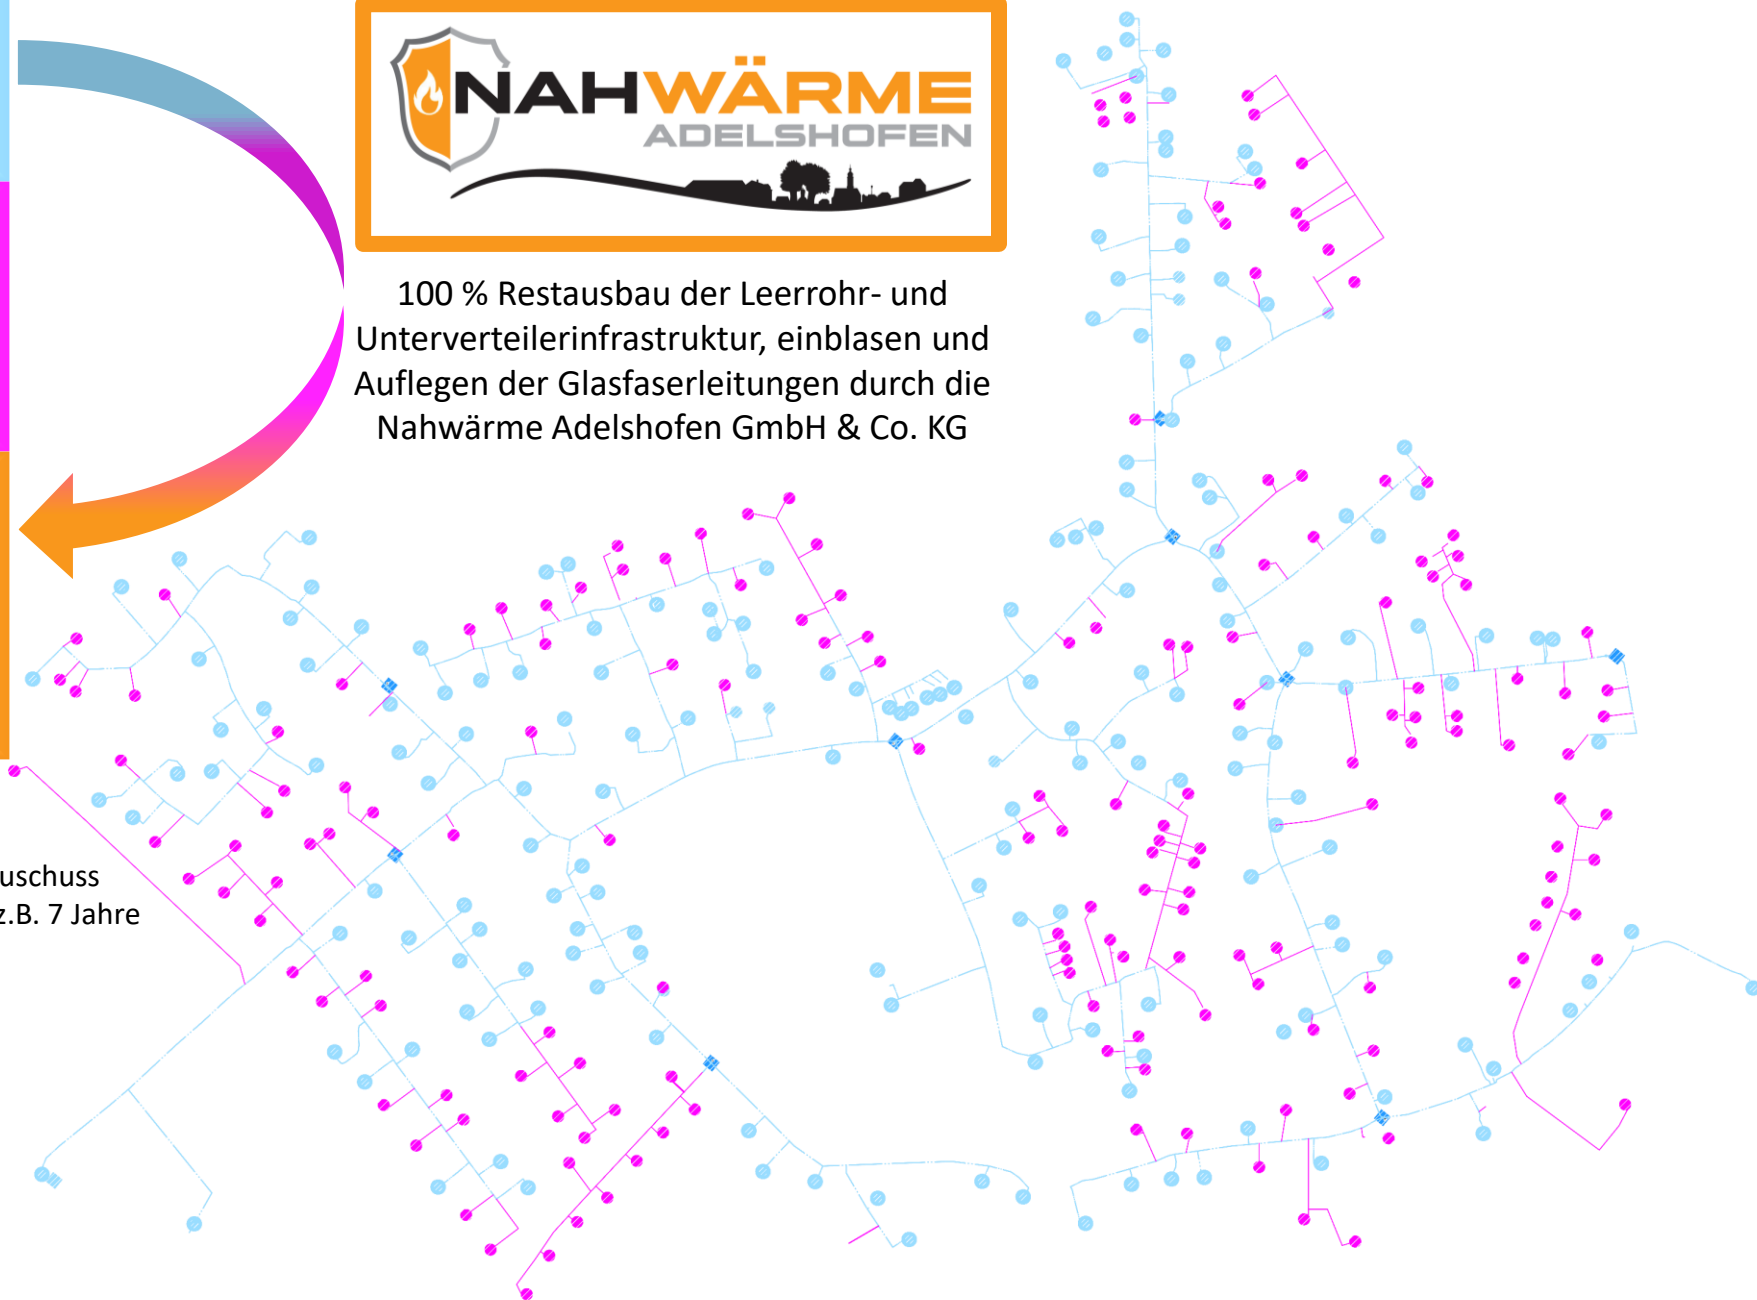 NAHWÄRME
ADELSHOFEN
100 % Restausbau der Leerrohr- und
Unterverteilerinfrastruktur, einblasen und
Auflegen der Glasfaserleitungen durch die
Nahwärme Adelshofen GmbH & Co. KG
uschuss
z.B. 7 Jahre